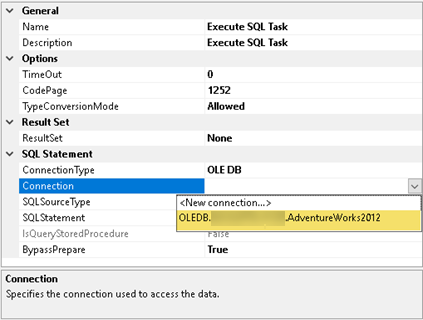 General
Name Execute SQL Task
Description Execute SQL Task
Options
TimeOut 0
CodePage 1252
TypeConversionMode Allowed
Result Set
ResultSet None
SQL Statement
ConnectionType OLE DB
Connection
SQLSourceType <New connection...>
SQLStatement OLEDB. .AdventureWorks2012
IsQueryStoredProcedure False
BypassPrepare True
Connection
Specifies the connection used to access the data.